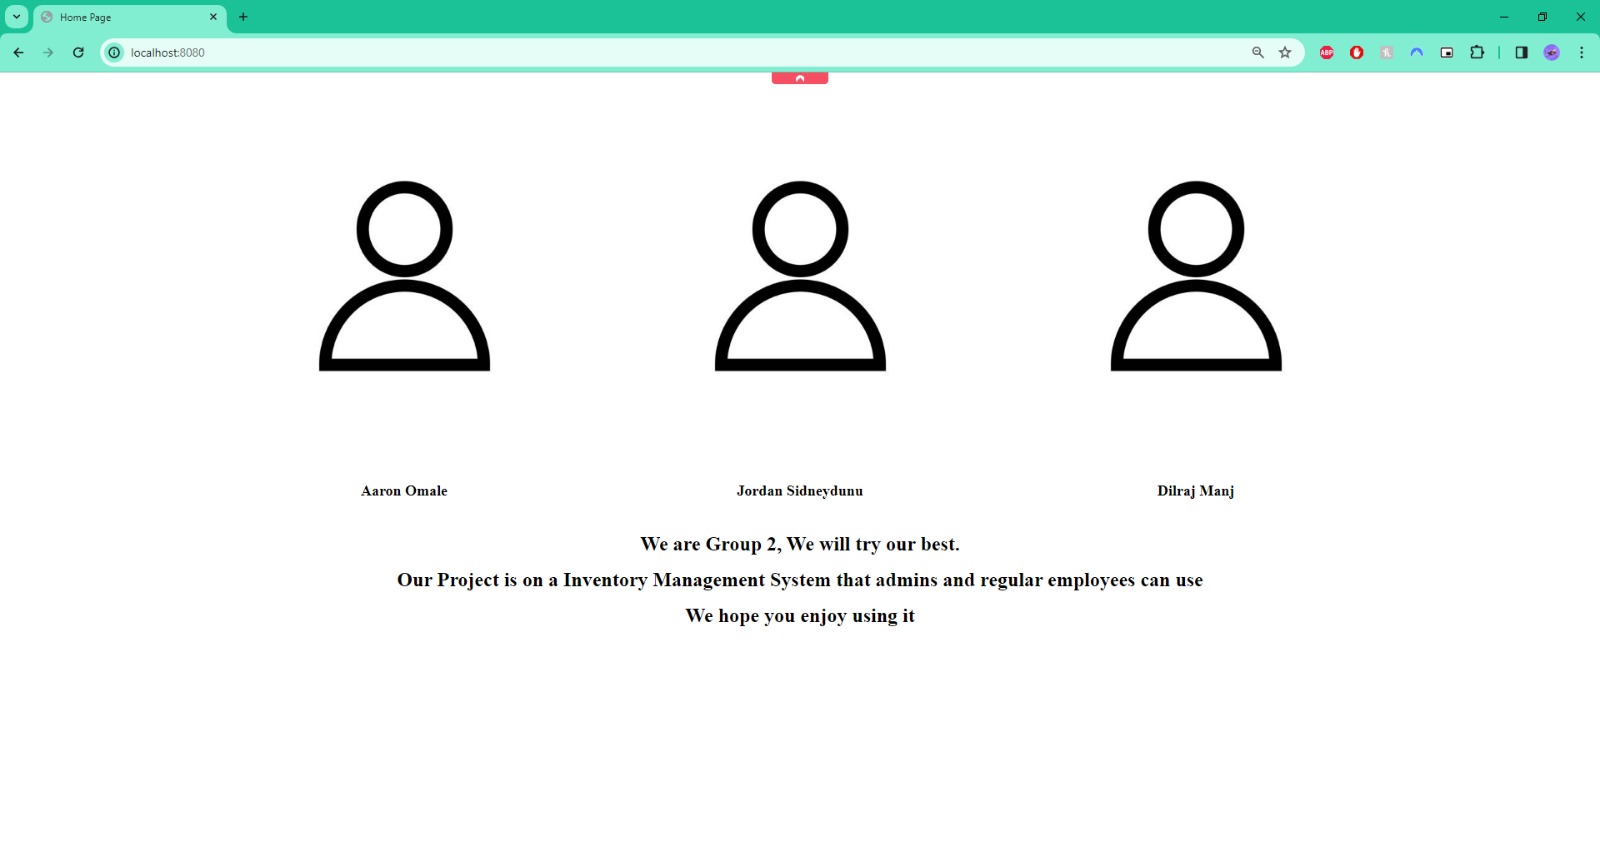 Home Page
localhost:8080
ABP
Aaron Omale
Jordan Sidneydunu
Dilraj Manj
We are Group 2, We will try our best.
Our Project is on a Inventory Management System that admins and regular employees can use
We hope you enjoy using it